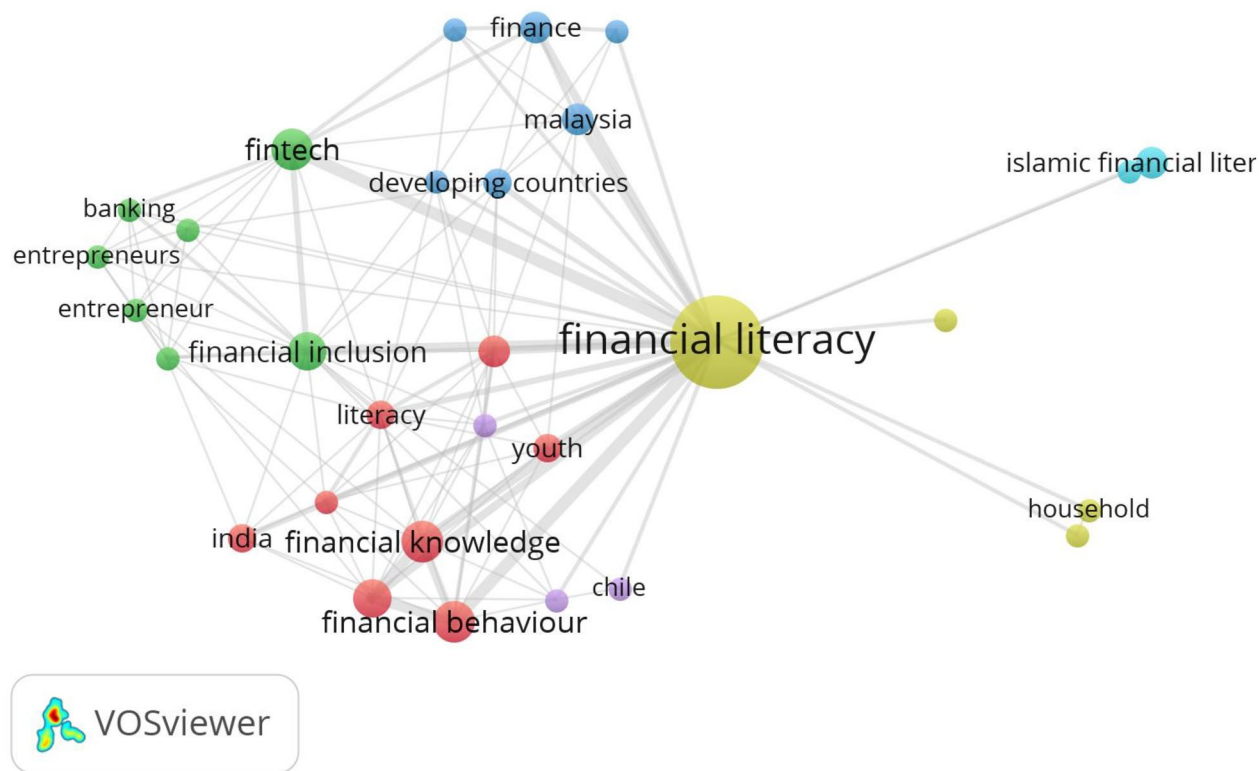 finance
malaysia
fintech
developing countries
islamic financial liter
banking
entrepreneurs
entrepreneur
financial literacy
financial inclusion
literacy
youth
india
financial knowledge
household
chile
financial behaviour
VOSviewer